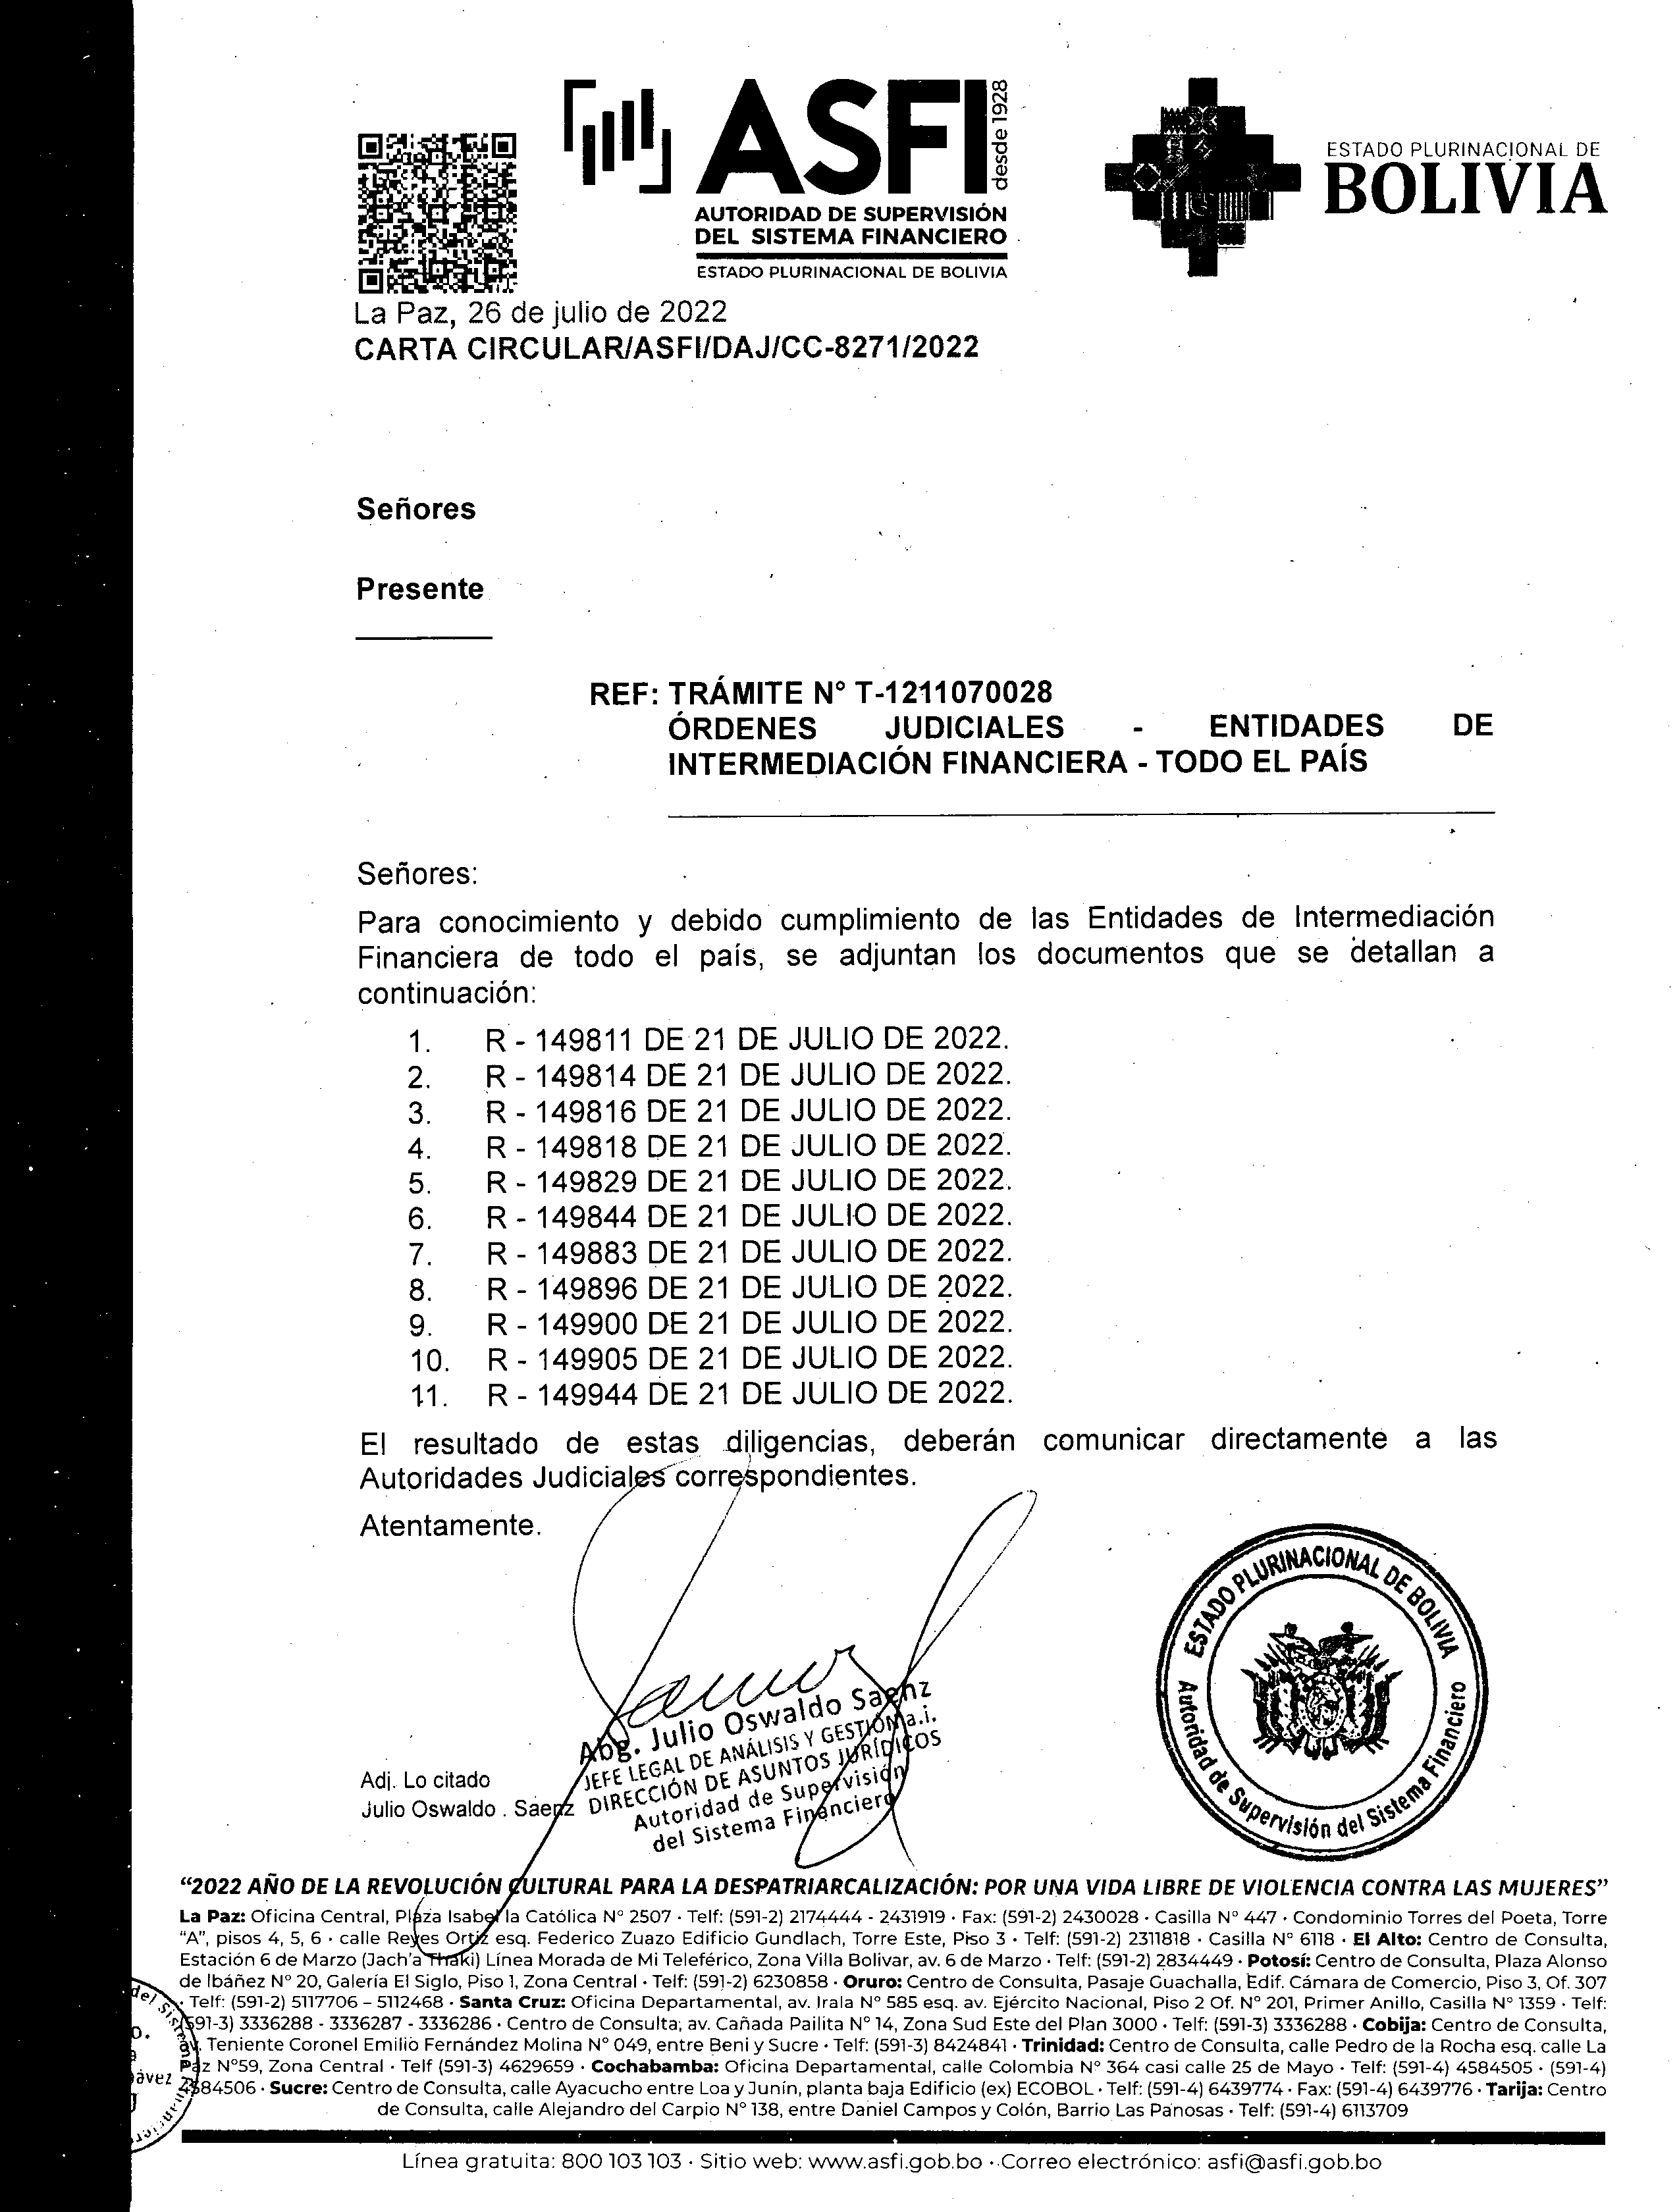 ASFI
desde 1928
AUTORIDAD DE SUPERVISIÓN
DEL SISTEMA FINANCIERO
ESTADO PLURINACIONAL DE BOLIVIA
ESTADO PLURINACIONAL DE
BOLIVIA
La Paz, 26 de julio de 2022
CARTA CIRCULAR/ASFI/DAJ/CC-8271/2022
Señores
Presente
REF: TRÁMITE N° T-1211070028
ÓRDENES JUDICIALES - ENTIDADES DE
INTERMEDIACIÓN FINANCIERA - TODO EL PAÍS
Señores:
Para conocimiento y debido cumplimiento de las Entidades de Intermediación
Financiera de todo el país, se adjuntan los documentos que se detallan a
continuación:
1. R - 149811 DE 21 DE JULIO DE 2022.
2. R - 149814 DE 21 DE JULIO DE 2022.
3. R - 149816 DE 21 DE JULIO DE 2022.
4. R - 149818 DE 21 DE JULIO DE 2022.
5. R - 149829 DE 21 DE JULIO DE 2022.
6. R - 149844 DE 21 DE JULIO DE 2022.
7. R - 149883 DE 21 DE JULIO DE 2022.
8. R - 149896 DE 21 DE JULIO DE 2022.
9. R - 149900 DE 21 DE JULIO DE 2022.
10. R - 149905 DE 21 DE JULIO DE 2022.
11. R - 149944 DE 21 DE JULIO DE 2022.
El resultado de estas diligencias, deberán comunicar directamente a las
Autoridades Judiciales correspondientes.
Atentamente.
ESTADO PLURINACIONAL DE BOLIVIA
Autoridad de Supervisión del Sistema Financiero
Abg. Julio Oswaldo Saenz
JEFE LEGAL DE ANÁLISIS Y GESTIÓN a.i.
DIRECCIÓN DE ASUNTOS JURÍDICOS
Autoridad de Supervisión
del Sistema Financiero
Adj. Lo citado
Julio Oswaldo . Saenz
“2022 AÑO DE LA REVOLUCIÓN CULTURAL PARA LA DESPATRIARCALIZACIÓN: POR UNA VIDA LIBRE DE VIOLENCIA CONTRA LAS MUJERES”
La Paz: Oficina Central, Plaza Isabel la Católica N° 2507 · Telf: (591-2) 2174444 - 2431919 · Fax: (591-2) 2430028 · Casilla N° 447 · Condominio Torres del Poeta, Torre
“A”, pisos 4, 5, 6 · calle Reyes Ortiz esq. Federico Zuazo Edificio Gundlach, Torre Este, Piso 3 · Telf: (591-2) 2311818 · Casilla N° 6118 · El Alto: Centro de Consulta,
Estación 6 de Marzo (Jach’a Thaki) Línea Morada de Mi Teleférico, Zona Villa Bolivar, av. 6 de Marzo · Telf: (591-2) 2834449 · Potosí: Centro de Consulta, Plaza Alonso
de Ibáñez N° 20, Galería El Siglo, Piso 1, Zona Central · Telf: (591-2) 6230858 · Oruro: Centro de Consulta, Pasaje Guachalla, Edif. Cámara de Comercio, Piso 3, Of. 307
· Telf: (591-2) 5117706 – 5112468 · Santa Cruz: Oficina Departamental, av. Irala N° 585 esq. av. Ejército Nacional, Piso 2 Of. N° 201, Primer Anillo, Casilla N° 1359 · Telf:
(591-3) 3336288 - 3336287 - 3336286 · Centro de Consulta; av. Cañada Pailita N° 14, Zona Sud Este del Plan 3000 · Telf: (591-3) 3336288 · Cobija: Centro de Consulta,
av. Teniente Coronel Emilio Fernández Molina N° 049, entre Beni y Sucre · Telf: (591-3) 8424841 · Trinidad: Centro de Consulta, calle Pedro de la Rocha esq. calle La
Paz N°59, Zona Central · Telf (591-3) 4629659 · Cochabamba: Oficina Departamental, calle Colombia N° 364 casi calle 25 de Mayo · Telf: (591-4) 4584505 · (591-4)
4584506 · Sucre: Centro de Consulta, calle Ayacucho entre Loa y Junín, planta baja Edificio (ex) ECOBOL · Telf: (591-4) 6439774 · Fax: (591-4) 6439776 · Tarija: Centro
de Consulta, calle Alejandro del Carpio N° 138, entre Daniel Campos y Colón, Barrio Las Panosas · Telf: (591-4) 6113709
Línea gratuita: 800 103 103 · Sitio web: www.asfi.gob.bo · Correo electrónico: asfi@asfi.gob.bo